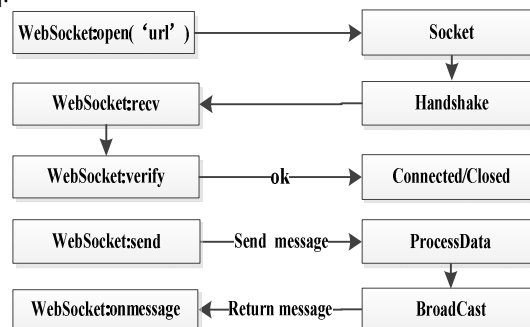 WebSocket:open( ‘url’ )
Socket
WebSocket:recv
Handshake
WebSocket:verify
ok
Connected/Closed
WebSocket:send
Send message
ProcessData
WebSocket:onmessage
Return message
BroadCast